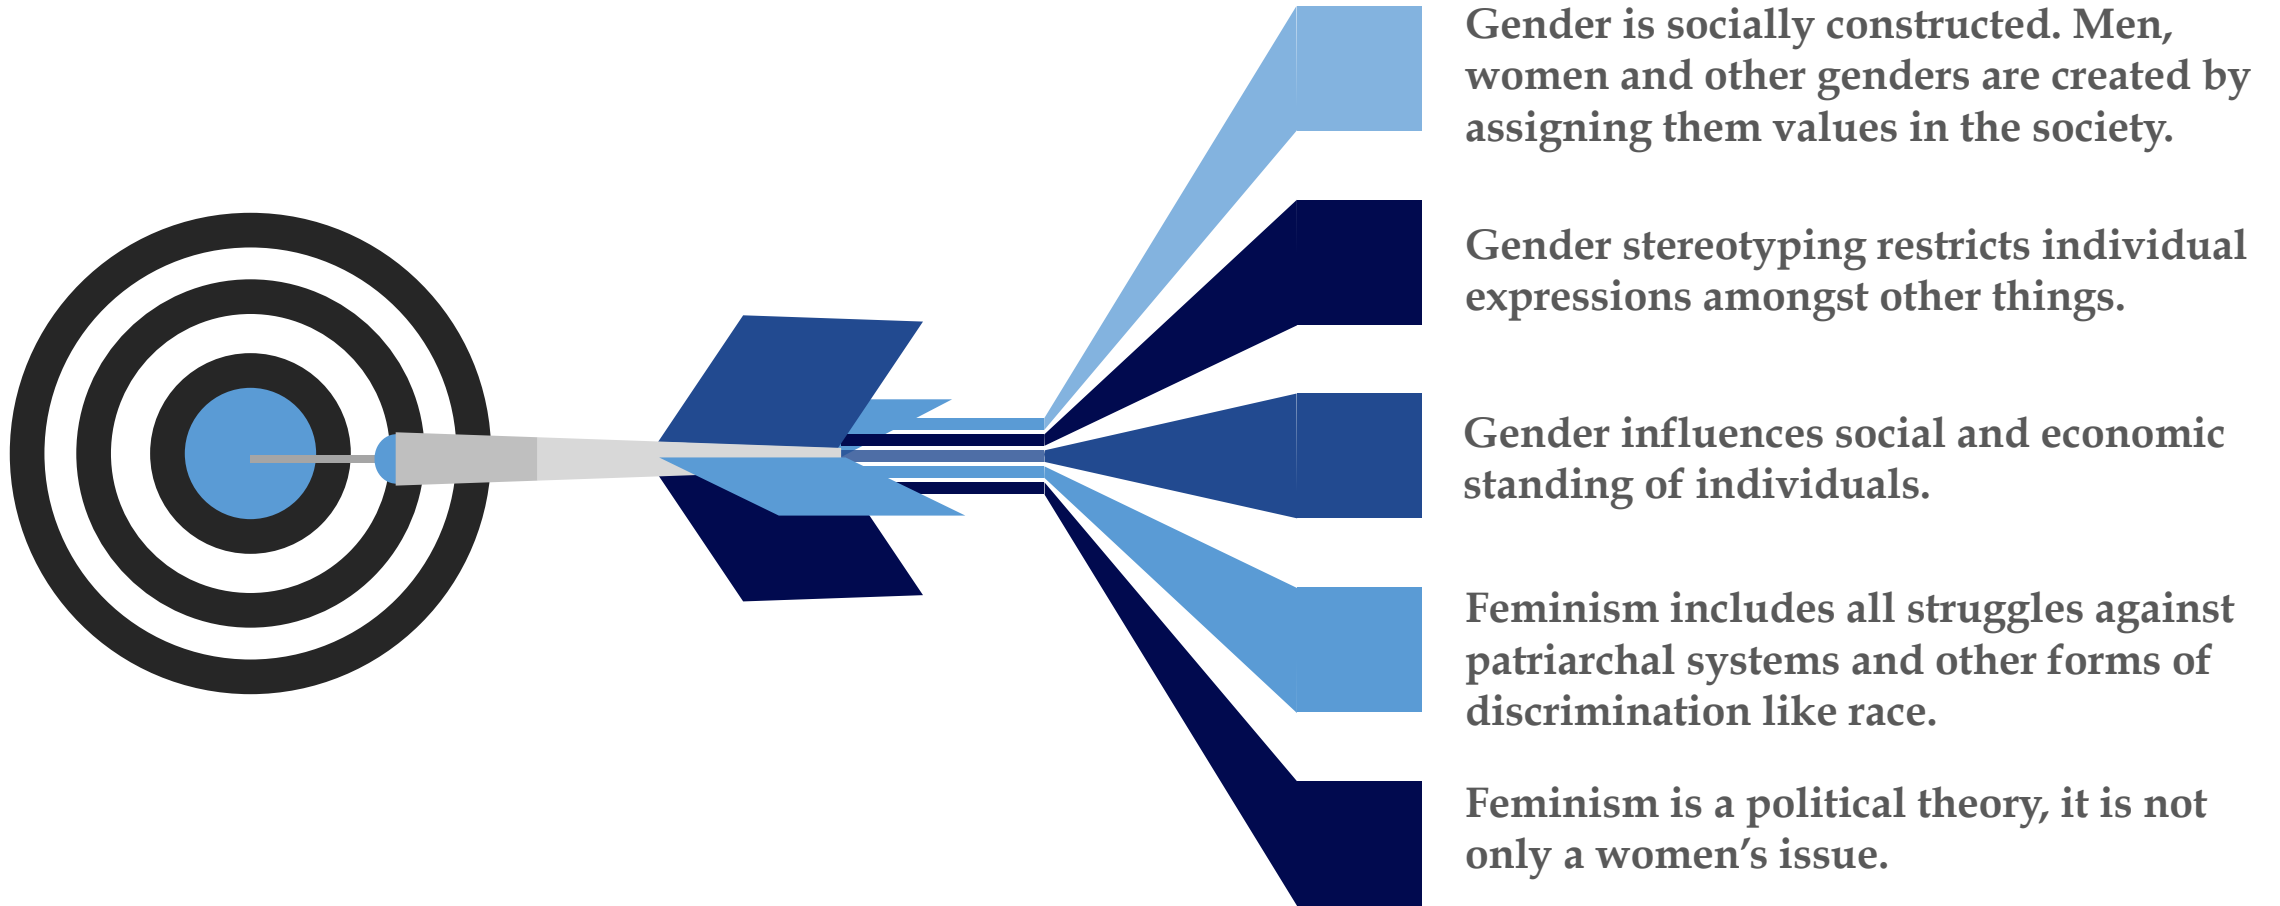 Gender is socially constructed. Men,
women and other genders are created by
assigning them values in the society.
Gender stereotyping restricts individual
expressions amongst other things.
Gender influences social and economic
standing of individuals.
Feminism includes all struggles against
patriarchal systems and other forms of
discrimination like race.
Feminism is a political theory, it is not
only a women’s issue.